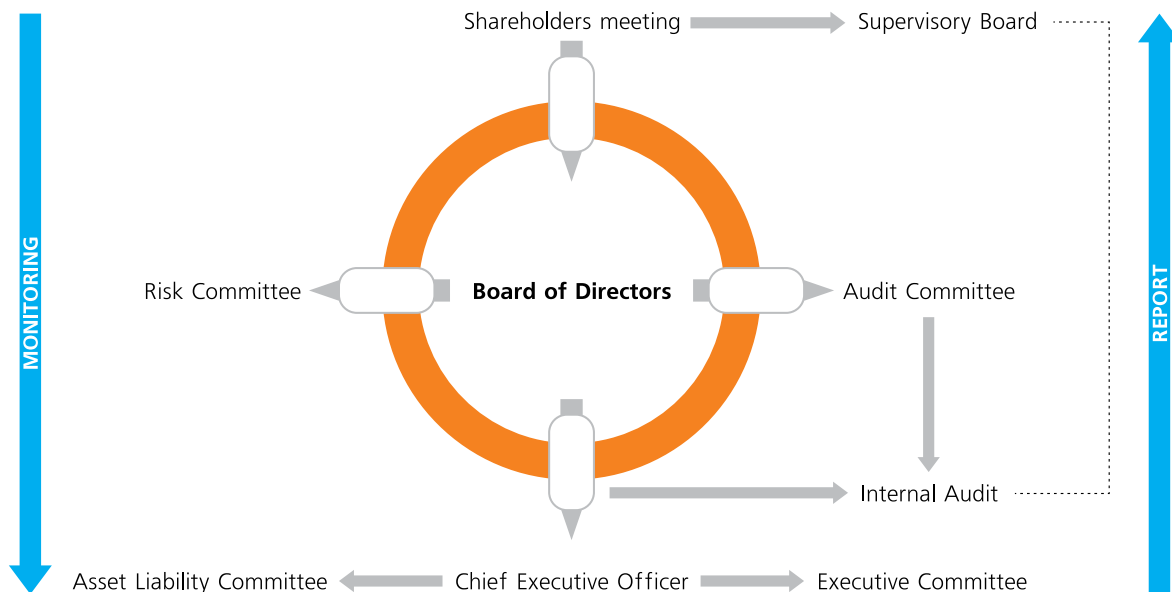 Shareholders meeting
Supervisory Board
MONITORING
REPORT
Risk Committee
Board of Directors
Audit Committee
Internal Audit
Asset Liability Committee
Chief Executive Officer
Executive Committee